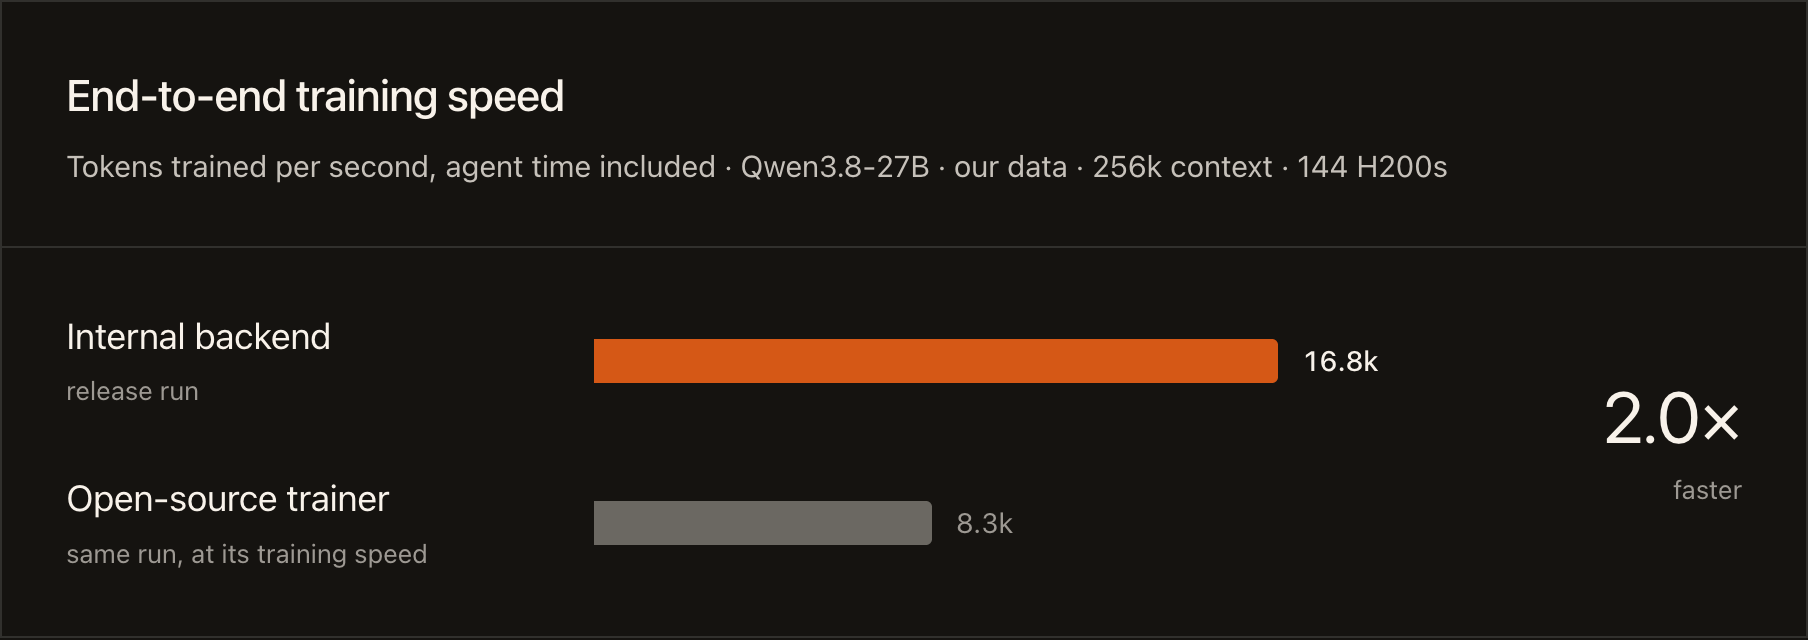 End-to-end training speed
Tokens trained per second, agent time included · Qwen3.8-27B · our data · 256k context · 144 H200s
Internal backend
release run
16.8k
2.0×
faster
Open-source trainer
same run, at its training speed
8.3k